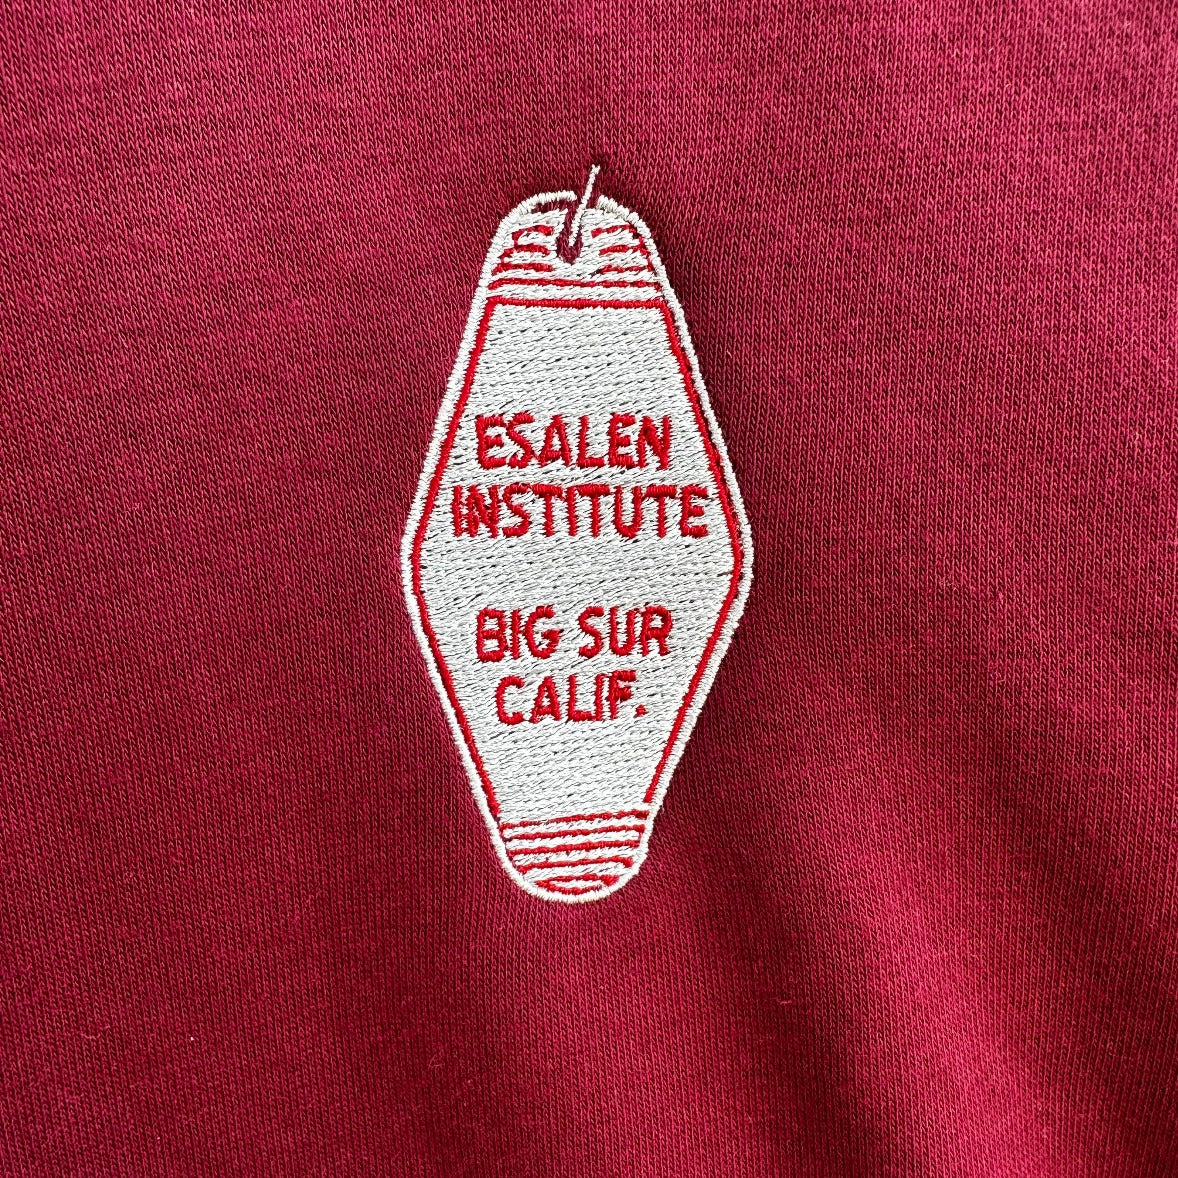 ESALEN
INSTITUTE
BIG SUR
CALIF.